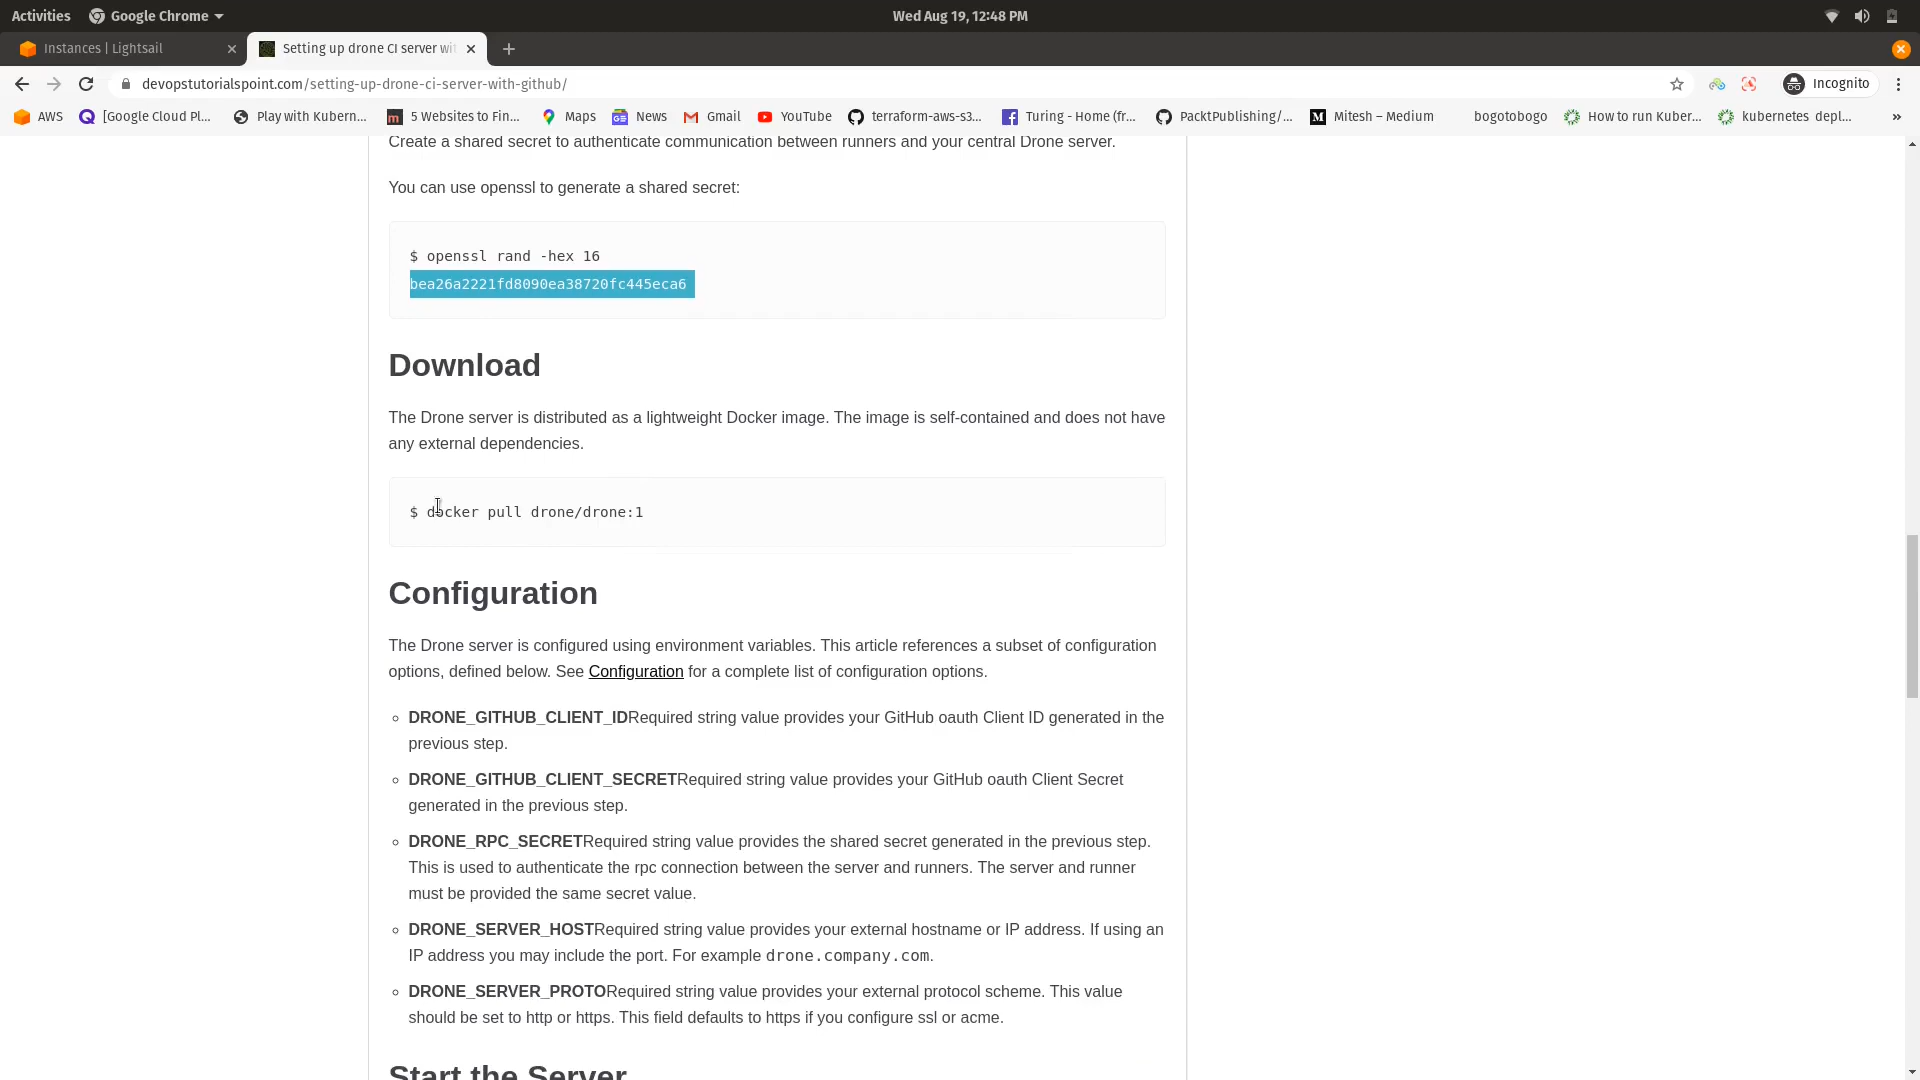 Activities Google Chrome Wed Aug 19, 12:48 PM
Instances | Lightsail Setting up drone CI server wit
devopstutorialspoint.com/setting-up-drone-ci-server-with-github/ Incognito
AWS [Google Cloud Pl... Play with Kubern... 5 Websites to Fin... Maps News Gmail YouTube terraform-aws-s3... Turing - Home (fr... PacktPublishing/... Mitesh – Medium bogotobogo How to run Kuber... kubernetes depl... »
Create a shared secret to authenticate communication between runners and your central Drone server.
You can use openssl to generate a shared secret:
$ openssl rand -hex 16
bea26a2221fd8090ea38720fc445eca6
Download
The Drone server is distributed as a lightweight Docker image. The image is self-contained and does not have
any external dependencies.
$ docker pull drone/drone:1
Configuration
The Drone server is configured using environment variables. This article references a subset of configuration
options, defined below. See Configuration for a complete list of configuration options.
DRONE_GITHUB_CLIENT_IDRequired string value provides your GitHub oauth Client ID generated in the
previous step.
DRONE_GITHUB_CLIENT_SECRETRequired string value provides your GitHub oauth Client Secret
generated in the previous step.
DRONE_RPC_SECRETRequired string value provides the shared secret generated in the previous step.
This is used to authenticate the rpc connection between the server and runners. The server and runner
must be provided the same secret value.
DRONE_SERVER_HOSTRequired string value provides your external hostname or IP address. If using an
IP address you may include the port. For example drone.company.com.
DRONE_SERVER_PROTORequired string value provides your external protocol scheme. This value
should be set to http or https. This field defaults to https if you configure ssl or acme.
Start the Server